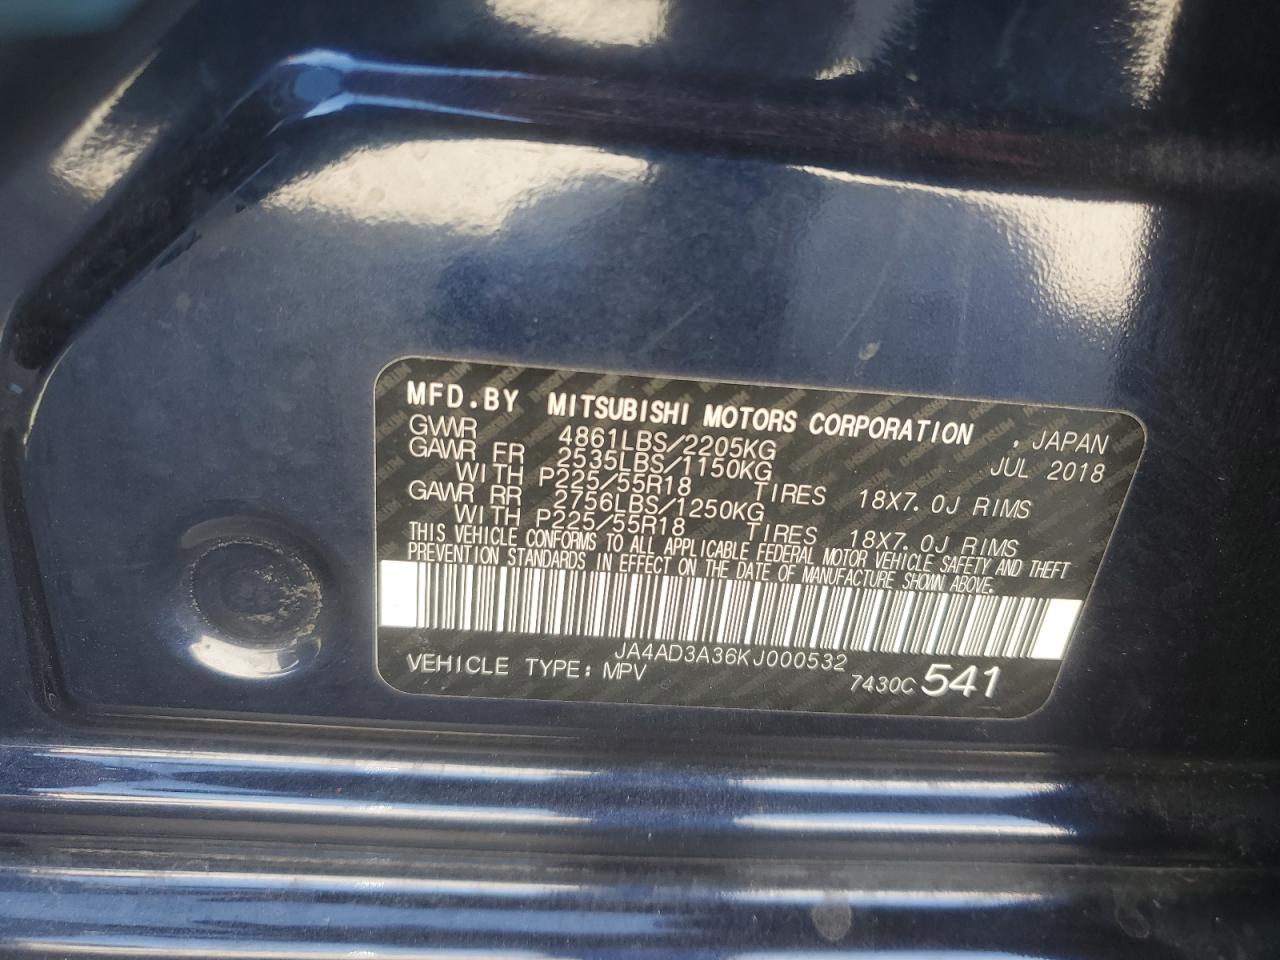 MFD.BY MITSUBISHI MOTORS CORPORATION , JAPAN
GVWR 4861LBS/2205KG JUL 2018
GAWR FR 2535LBS/1150KG
WITH P225/55R18 TIRES 18X7.0J RIMS
GAWR RR 2756LBS/1250KG
WITH P225/55R18 TIRES 18X7.0J RIMS
THIS VEHICLE CONFORMS TO ALL APPLICABLE FEDERAL MOTOR VEHICLE SAFETY AND THEFT
PREVENTION STANDARDS IN EFFECT ON THE DATE OF MANUFACTURE SHOWN ABOVE.
JA4AD3A36KJ000532
VEHICLE TYPE: MPV
7430C 541